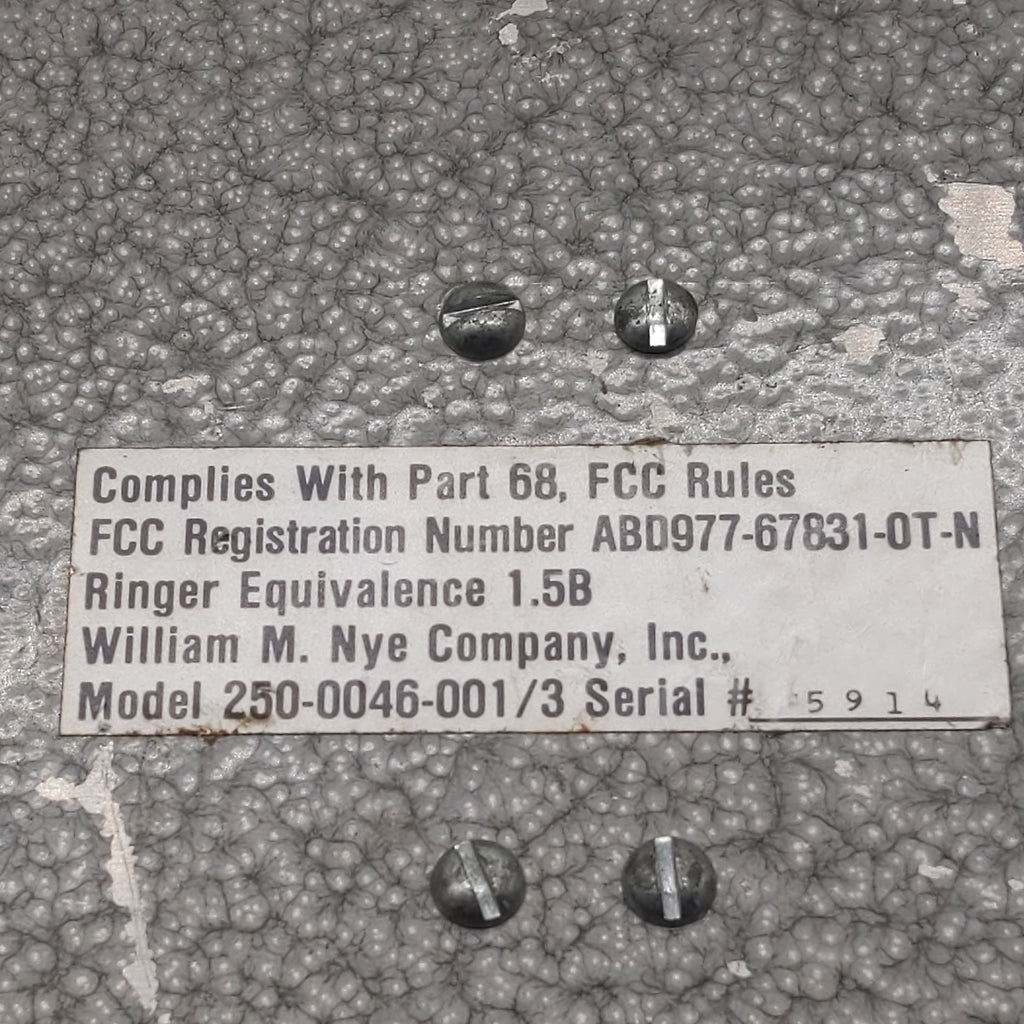 Complies With Part 68, FCC Rules
FCC Registration Number ABD977-67831-OT-N
Ringer Equivalence 1.5B
William M. Nye Company, Inc.,
Model 250-0046-001/3 Serial # 5914